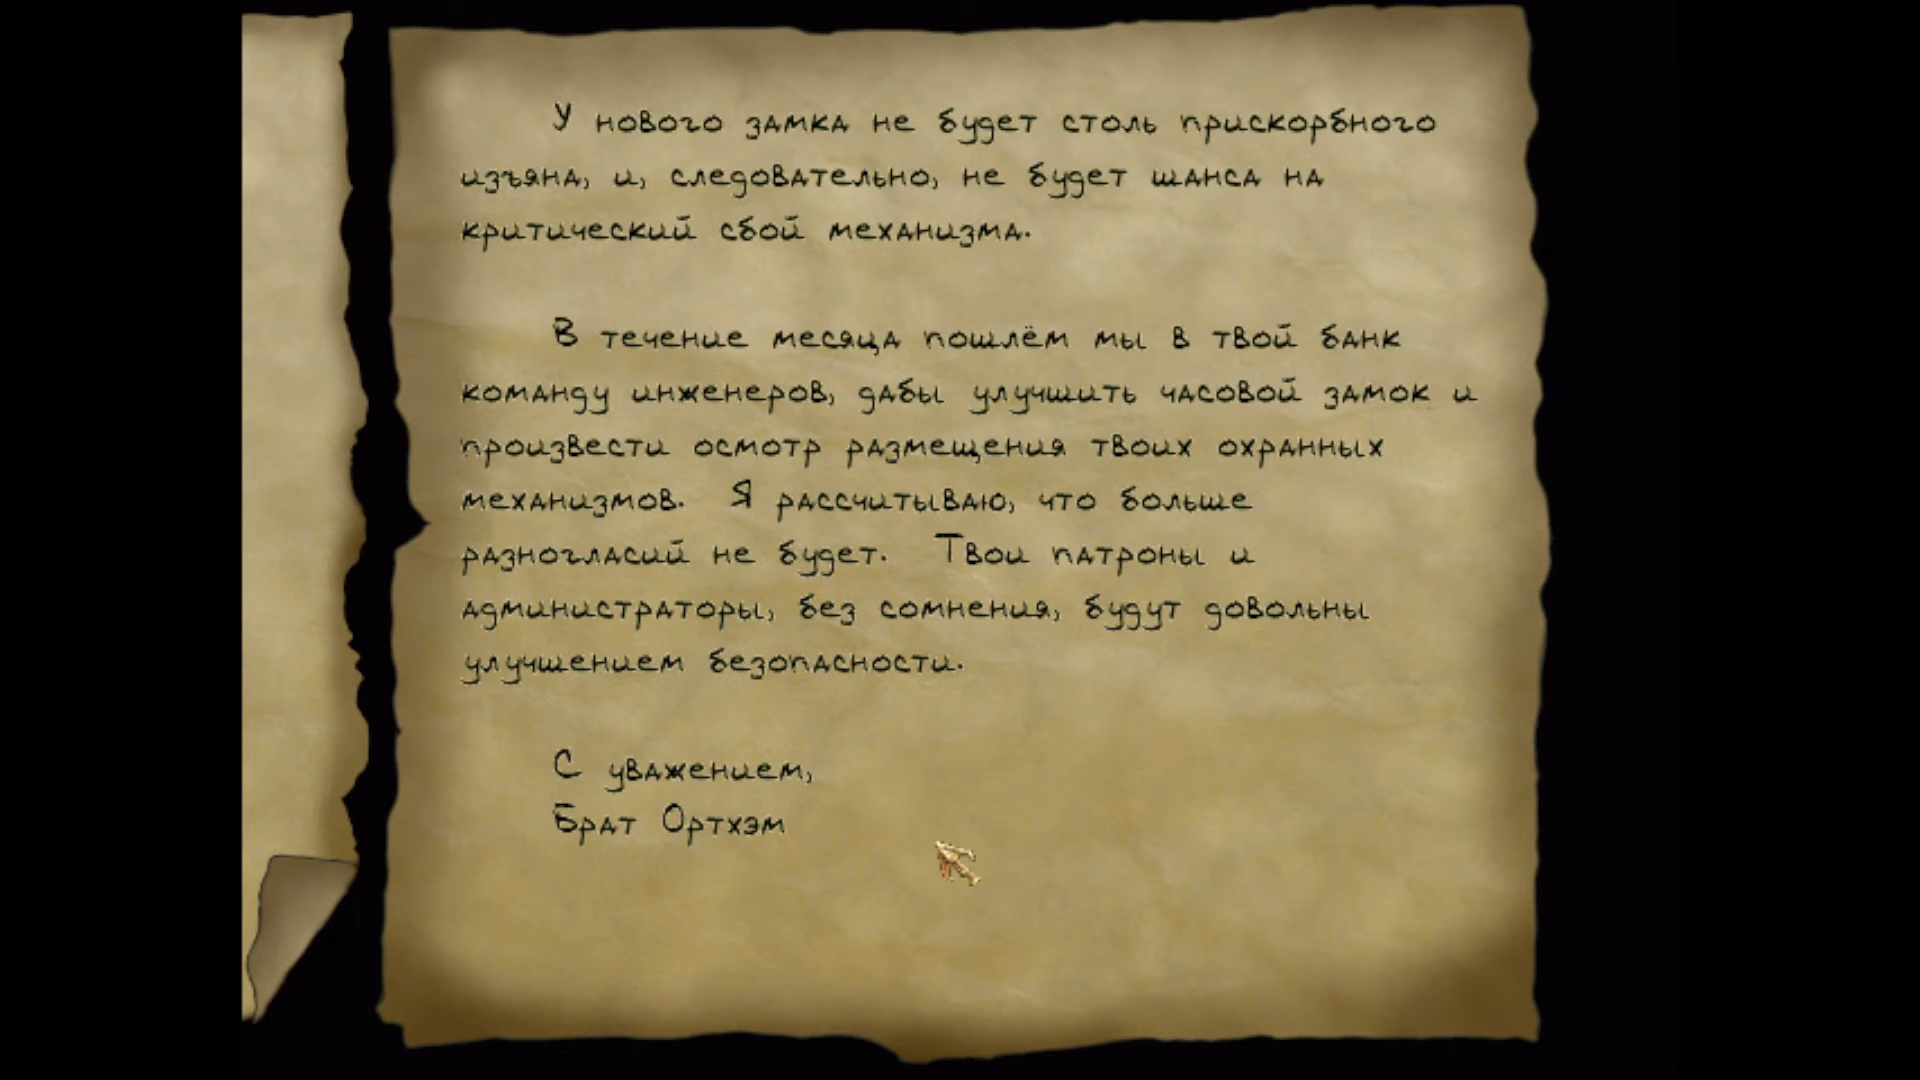 У нового замка не будет столь прискорбного
изъяна, и, следовательно, не будет шанса на
критический сбой механизма.
В течение месяца пошлём мы в твой банк
команду инженеров, дабы улучшить часовой замок и
произвести осмотр размещения твоих охранных
механизмов. Я рассчитываю, что больше
разногласий не будет. Твои патроны и
администраторы, без сомнения, будут довольны
улучшением безопасности.
С уважением,
Брат Ортхэм